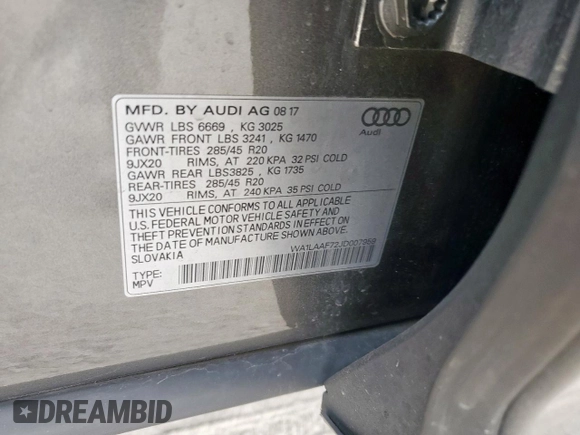 MFD. BY AUDI AG 08 17
GVWR LBS 6669 , KG 3025
GAWR FRONT LBS 3241 , KG 1470
FRONT-TIRES 285/45 R20
9JX20 RIMS, AT 220 KPA 32 PSI COLD
GAWR REAR LBS3825 , KG 1735
REAR-TIRES 285/45 R20
9JX20 RIMS, AT 240 KPA 35 PSI COLD
THIS VEHICLE CONFORMS TO ALL APPLICABLE
U.S. FEDERAL MOTOR VEHICLE SAFETY AND
THEFT PREVENTION STANDARDS IN EFFECT ON
DATE OF MANUFACTURE
SLOVAKIA
TYPE:
MPV
Audi
DREAMBID